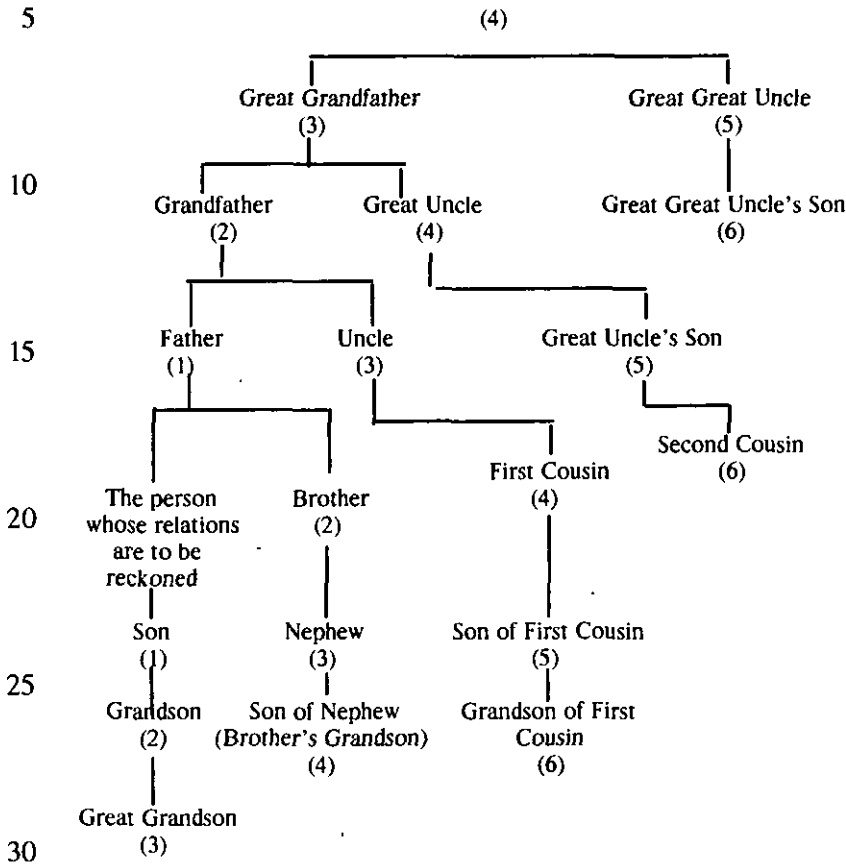 5 (4)
Great Grandfather Great Great Uncle
(3) (5)
10
Grandfather Great Uncle Great Great Uncle's Son
(2) (4) (6)
Father Uncle Great Uncle's Son
15 (1) (3) (5)
Second Cousin
First Cousin (6)
The person Brother (4)
20 whose relations (2)
are to be
reckoned
Son Nephew Son of First Cousin
(1) (3) (5)
25
Grandson Son of Nephew Grandson of First
(2) (Brother's Grandson) Cousin
(4) (6)
Great Grandson
30 (3)